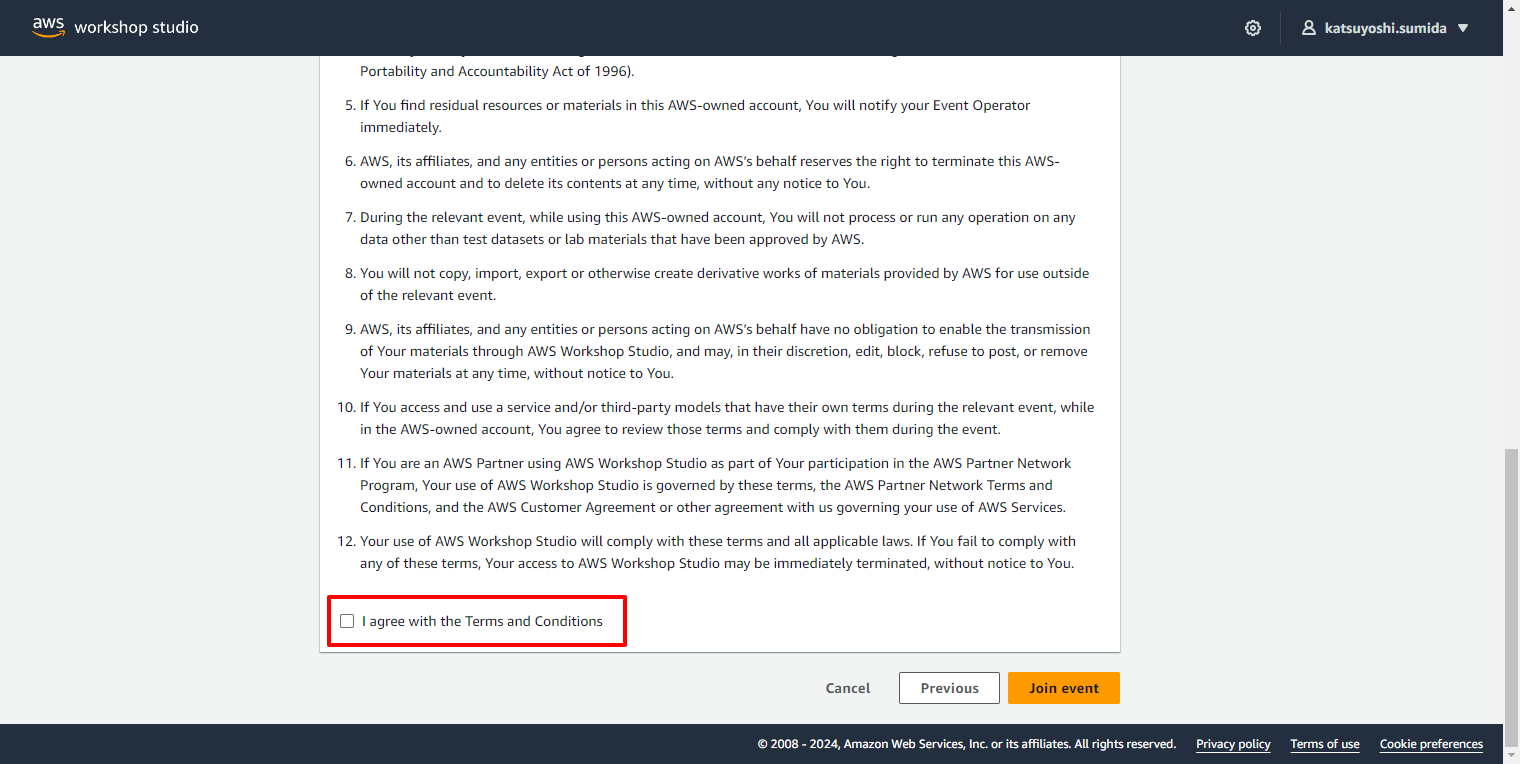 aws workshop studio
katsuyoshi.sumida
Portability and Accountability Act of 1996).
5. If You find residual resources or materials in this AWS-owned account, You will notify your Event Operator
immediately.
6. AWS, its affiliates, and any entities or persons acting on AWS's behalf reserves the right to terminate this AWS-
owned account and to delete its contents at any time, without any notice to You.
7. During the relevant event, while using this AWS-owned account, You will not process or run any operation on any
data other than test datasets or lab materials that have been approved by AWS.
8. You will not copy, import, export or otherwise create derivative works of materials provided by AWS for use outside
of the relevant event.
9. AWS, its affiliates, and any entities or persons acting on AWS's behalf have no obligation to enable the transmission
of Your materials through AWS Workshop Studio, and may, in their discretion, edit, block, refuse to post, or remove
Your materials at any time, without notice to You.
10. If You access and use a service and/or third-party models that have their own terms during the relevant event, while
in the AWS-owned account, You agree to review those terms and comply with them during the event.
11. If You are an AWS Partner using AWS Workshop Studio as part of Your participation in the AWS Partner Network
Program, Your use of AWS Workshop Studio is governed by these terms, the AWS Partner Network Terms and
Conditions, and the AWS Customer Agreement or other agreement with us governing your use of AWS Services.
12. Your use of AWS Workshop Studio will comply with these terms and all applicable laws. If You fail to comply with
any of these terms, Your access to AWS Workshop Studio may be immediately terminated, without notice to You.
I agree with the Terms and Conditions
Cancel
Previous
Join event
© 2008 - 2024, Amazon Web Services, Inc. or its affiliates. All rights reserved.
Privacy policy
Terms of use
Cookie preferences